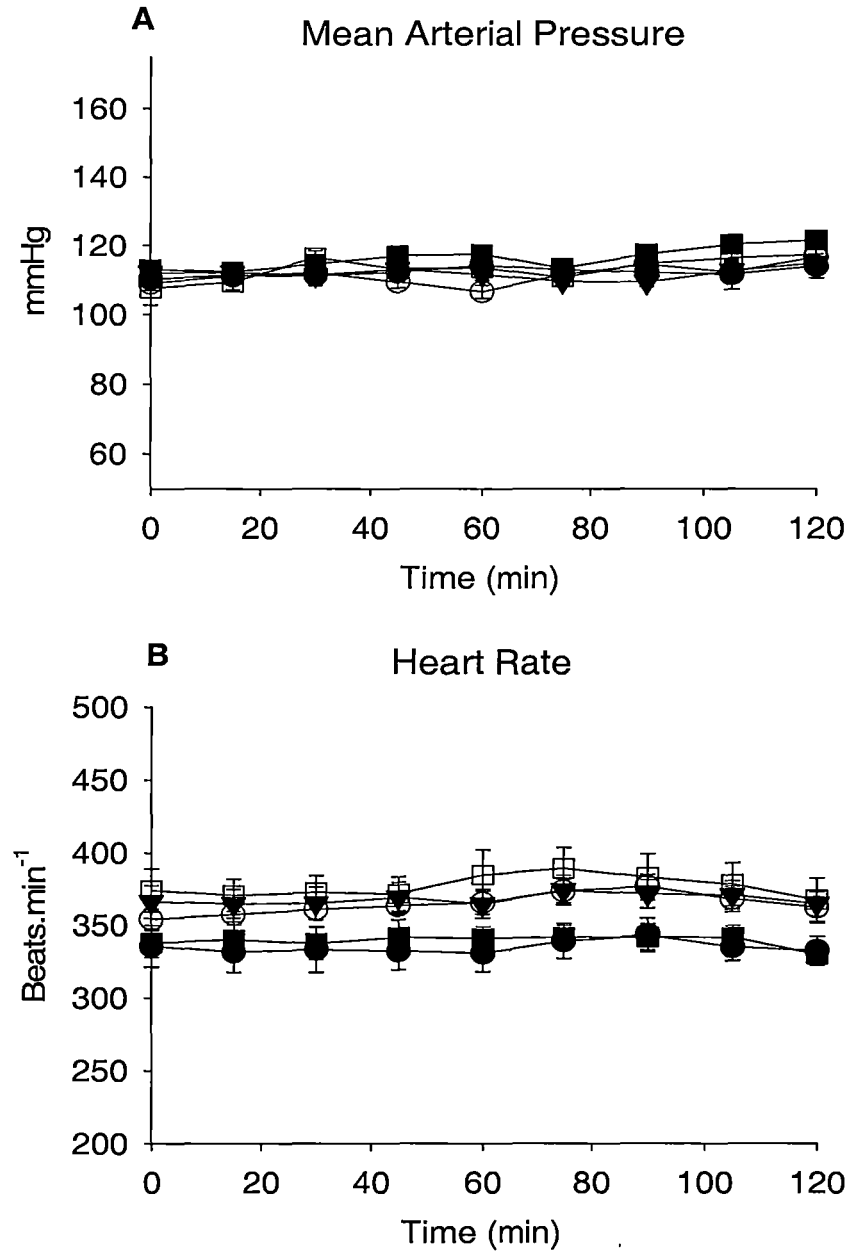 A
Mean Arterial Pressure
160
140
120
100
80
60
mmHg
0 20 40 60 80 100 120
Time (min)
B
Heart Rate
500
450
400
350
300
250
200
Beats.min⁻¹
0 20 40 60 80 100 120
Time (min)